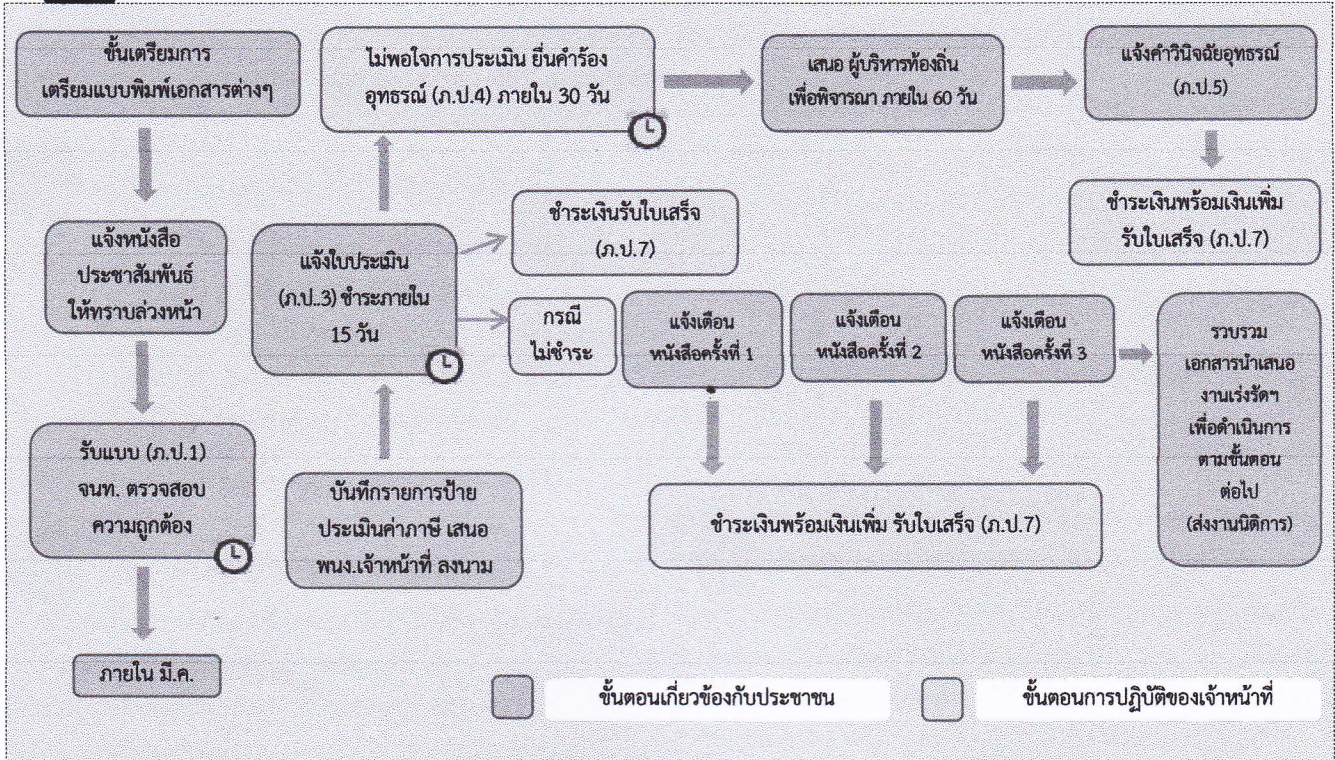 ขั้นเตรียมการ
เตรียมแบบพิมพ์เอกสารต่างๆ
แจ้งหนังสือ
ประชาสัมพันธ์
ให้ทราบล่วงหน้า
รับแบบ (ภ.ป.1)
จนท. ตรวจสอบ
ความถูกต้อง
ภายใน มี.ค.
ไม่พอใจการประเมิน ยื่นคำร้อง
อุทธรณ์ (ภ.ป.4) ภายใน 30 วัน
เสนอ ผู้บริหารท้องถิ่น
เพื่อพิจารณา ภายใน 60 วัน
แจ้งคำวินิจฉัยอุทธรณ์
(ภ.ป.5)
ชำระเงินพร้อมเงินเพิ่ม
รับใบเสร็จ (ภ.ป.7)
แจ้งใบประเมิน
(ภ.ป..3) ชำระภายใน
15 วัน
ชำระเงินรับใบเสร็จ
(ภ.ป.7)
กรณี
ไม่ชำระ
แจ้งเตือน
หนังสือครั้งที่ 1
แจ้งเตือน
หนังสือครั้งที่ 2
แจ้งเตือน
หนังสือครั้งที่ 3
รวบรวม
เอกสารนำเสนอ
งานเร่งรัดฯ
เพื่อดำเนินการ
ตามขั้นตอน
ต่อไป
(ส่งงานนิติการ)
บันทึกรายการป้าย
ประเมินค่าภาษี เสนอ
พนง.เจ้าหน้าที่ ลงนาม
ชำระเงินพร้อมเงินเพิ่ม รับใบเสร็จ (ภ.ป.7)
ขั้นตอนเกี่ยวข้องกับประชาชน
ขั้นตอนการปฏิบัติของเจ้าหน้าที่